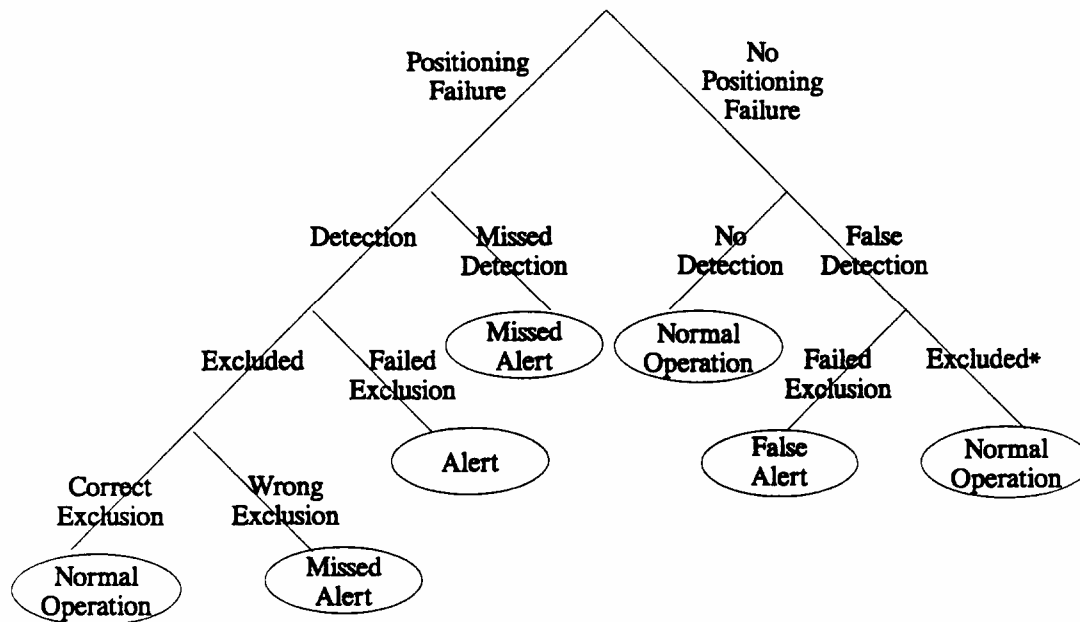 Positioning
Failure
No
Positioning
Failure
Detection
Missed
Detection
No
Detection
False
Detection
Missed
Alert
Normal
Operation
Excluded
Failed
Exclusion
Failed
Exclusion
Excluded*
Alert
False
Alert
Normal
Operation
Correct
Exclusion
Wrong
Exclusion
Normal
Operation
Missed
Alert